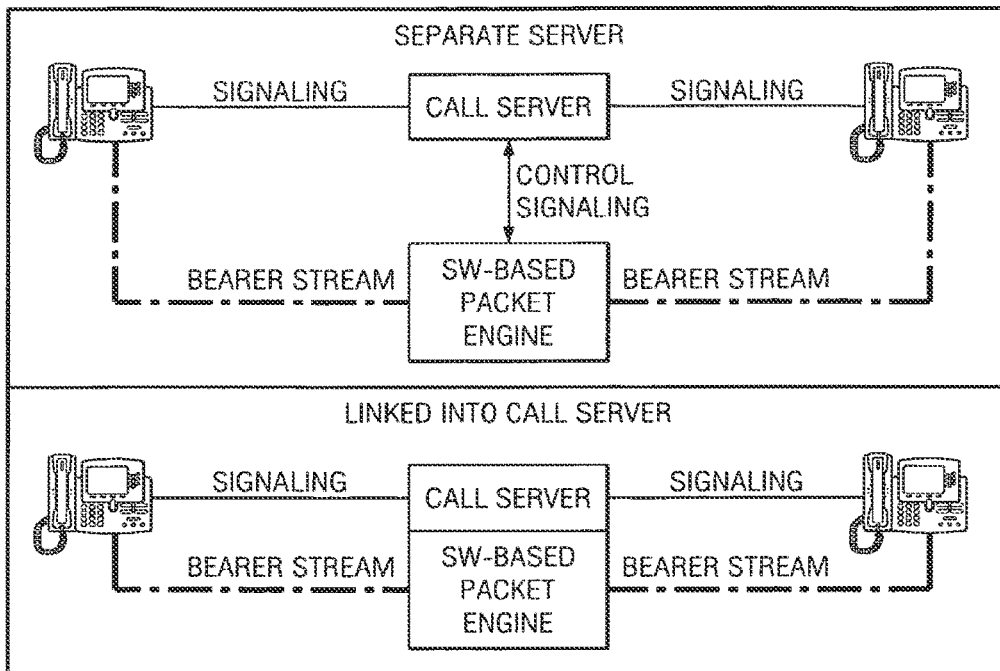 SEPARATE SERVER
SIGNALING
CALL SERVER
SIGNALING
CONTROL
SIGNALING
BEARER STREAM
SW-BASED
PACKET
ENGINE
BEARER STREAM
LINKED INTO CALL SERVER
SIGNALING
CALL SERVER
SIGNALING
BEARER STREAM
SW-BASED
PACKET
ENGINE
BEARER STREAM